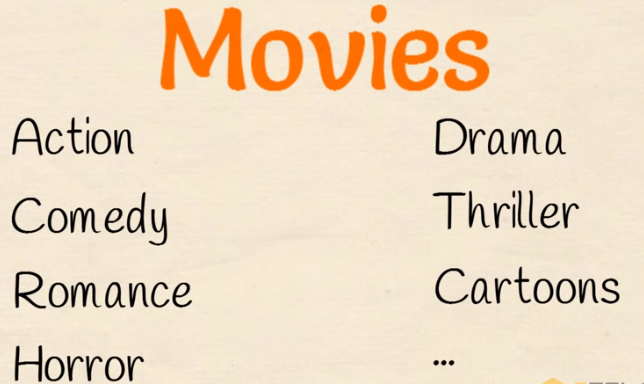 Movies
Action
Comedy
Romance
Horror
Drama
Thriller
Cartoons
...